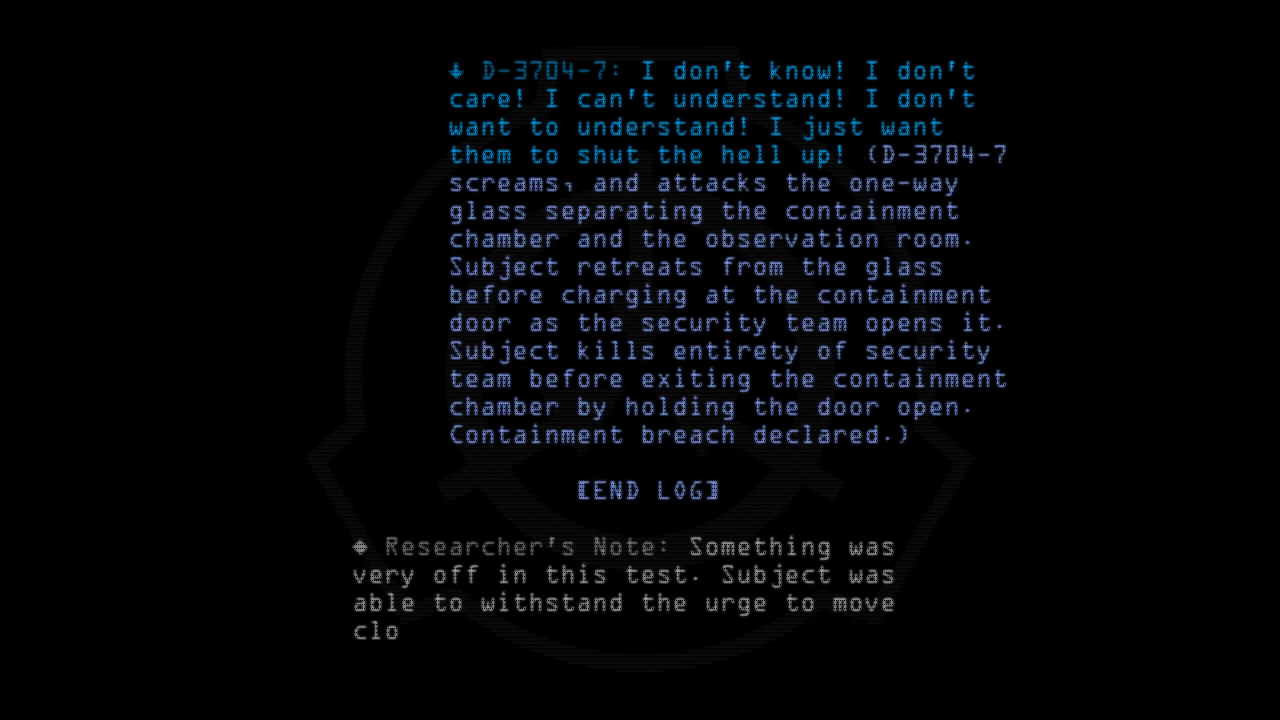 D-3704-7: I don't know! I don't
care! I can't understand! I don't
want to understand! I just want
them to shut the hell up! (D-3704-7
screams, and attacks the one-way
glass separating the containment
chamber and the observation room.
Subject retreats from the glass
before charging at the containment
door as the security team opens it.
Subject kills entirety of security
team before exiting the containment
chamber by holding the door open.
Containment breach declared.)
[END LOG]
Researcher's Note: Something was
very off in this test. Subject was
able to withstand the urge to move
clo